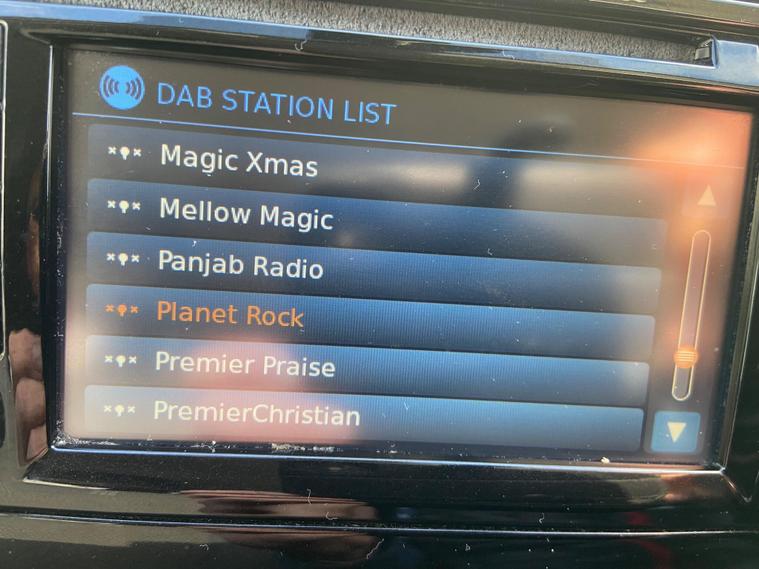 DAB STATION LIST
Magic Xmas
Mellow Magic
Panjab Radio
Planet Rock
Premier Praise
PremierChristian